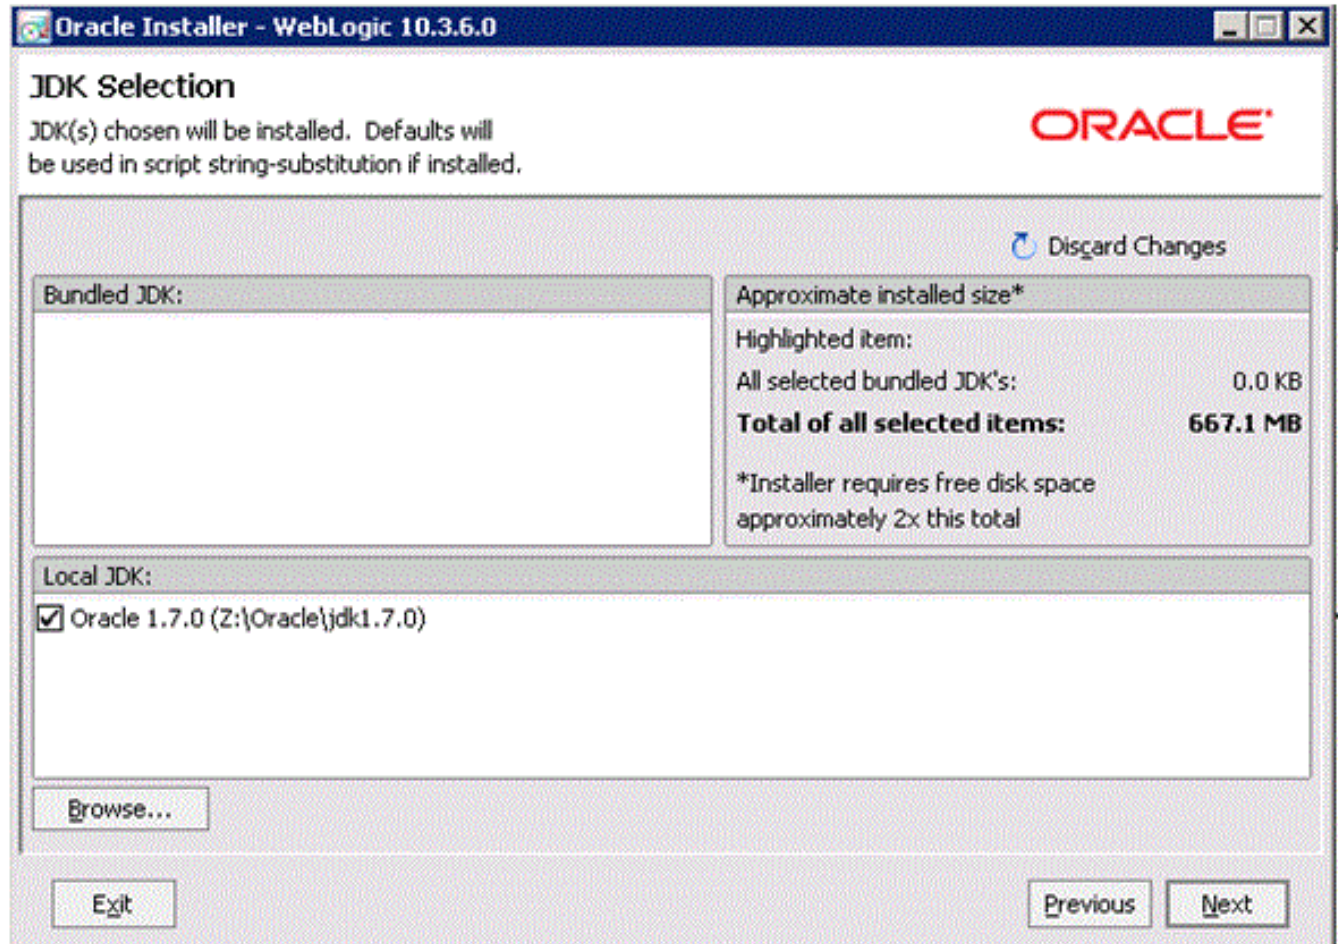 Oracle Installer - WebLogic 10.3.6.0
JDK Selection
JDK(s) chosen will be installed. Defaults will
be used in script string-substitution if installed.
ORACLE
Discard Changes
Bundled JDK:
Approximate installed size*
Highlighted item:
All selected bundled JDK's: 0.0 KB
Total of all selected items: 667.1 MB
*Installer requires free disk space
approximately 2x this total
Local JDK:
Oracle 1.7.0 (Z:\Oracle\jdk1.7.0)
Browse...
Exit
Previous
Next